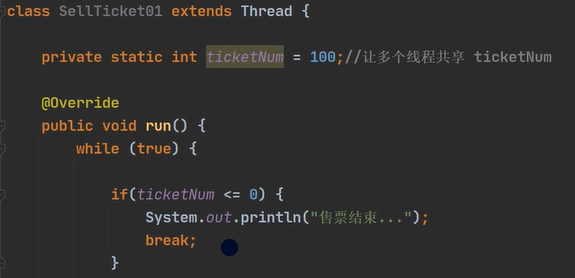 class SellTicket01 extends Thread {
private static int ticketNum = 100;//让多个线程共享 ticketNum
@Override
public void run() {
while (true) {
if(ticketNum <= 0) {
System.out.println("售票结束...");
break;
}